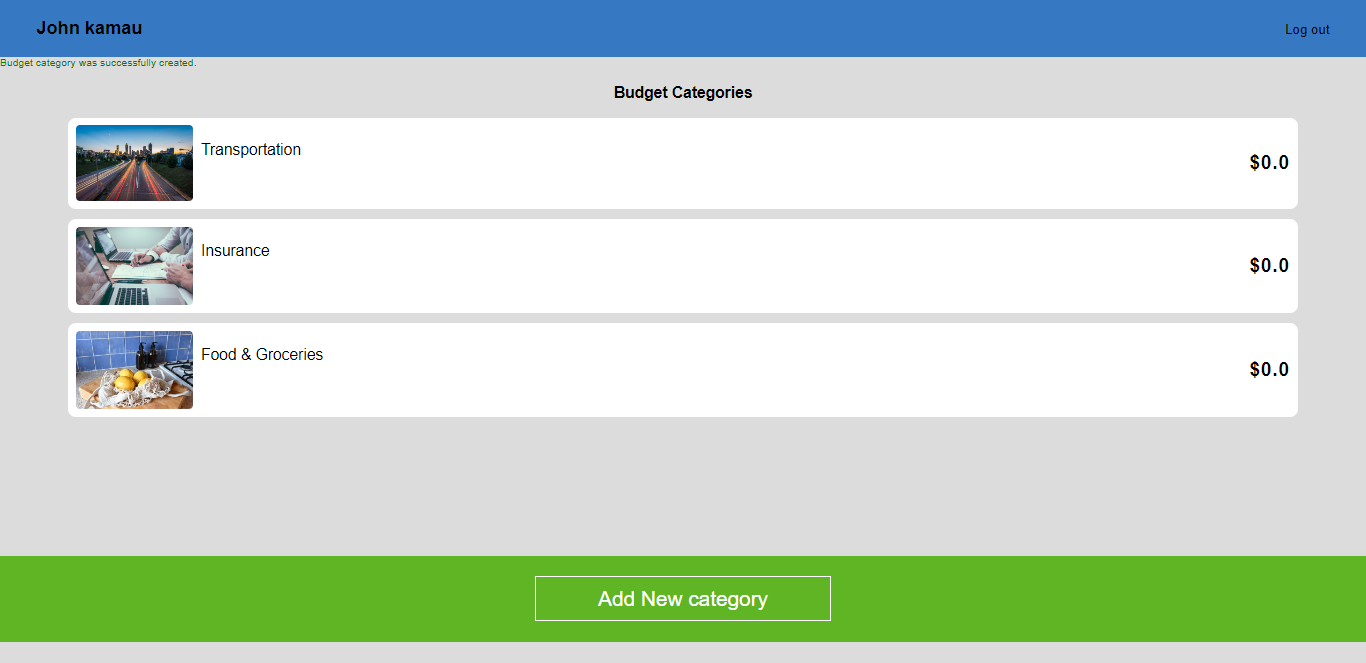 John kamau
Log out
Budget category was successfully created.
Budget Categories
Transportation
$0.0
Insurance
$0.0
Food & Groceries
$0.0
Add New category